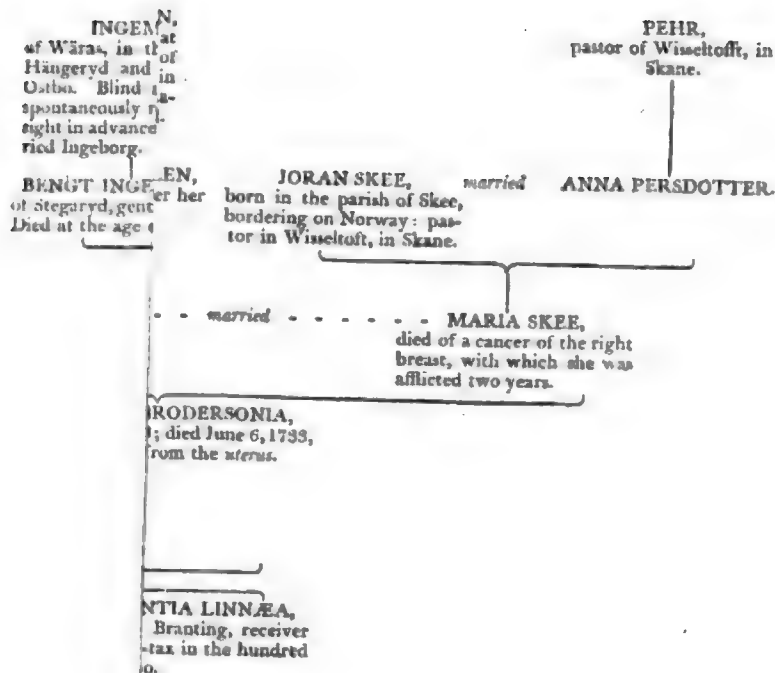 INGEM
of Wäras, in th
Hängeryd and
Ostbo. Blind
spontaneously
sight in advance
ried Ingeborg.
N,
at
of
in
a-
PEHR,
pastor of Wisseltofft, in
Skane.
BENGT INGE
of Stegaryd, gent
Died at the age
EN,
er her
JORAN SKEE,
born in the parish of Skee,
bordering on Norway: pas-
tor in Wisseltoft, in Skane.
married
ANNA PERSDOTTER.
- - married - - - - - -
MARIA SKEE,
died of a cancer of the right
breast, with which she was
afflicted two years.
RODERSONIA,
; died June 6, 1733,
from the uterus.
NTIA LINNÆA,
Branting, receiver
-tax in the hundred
o.